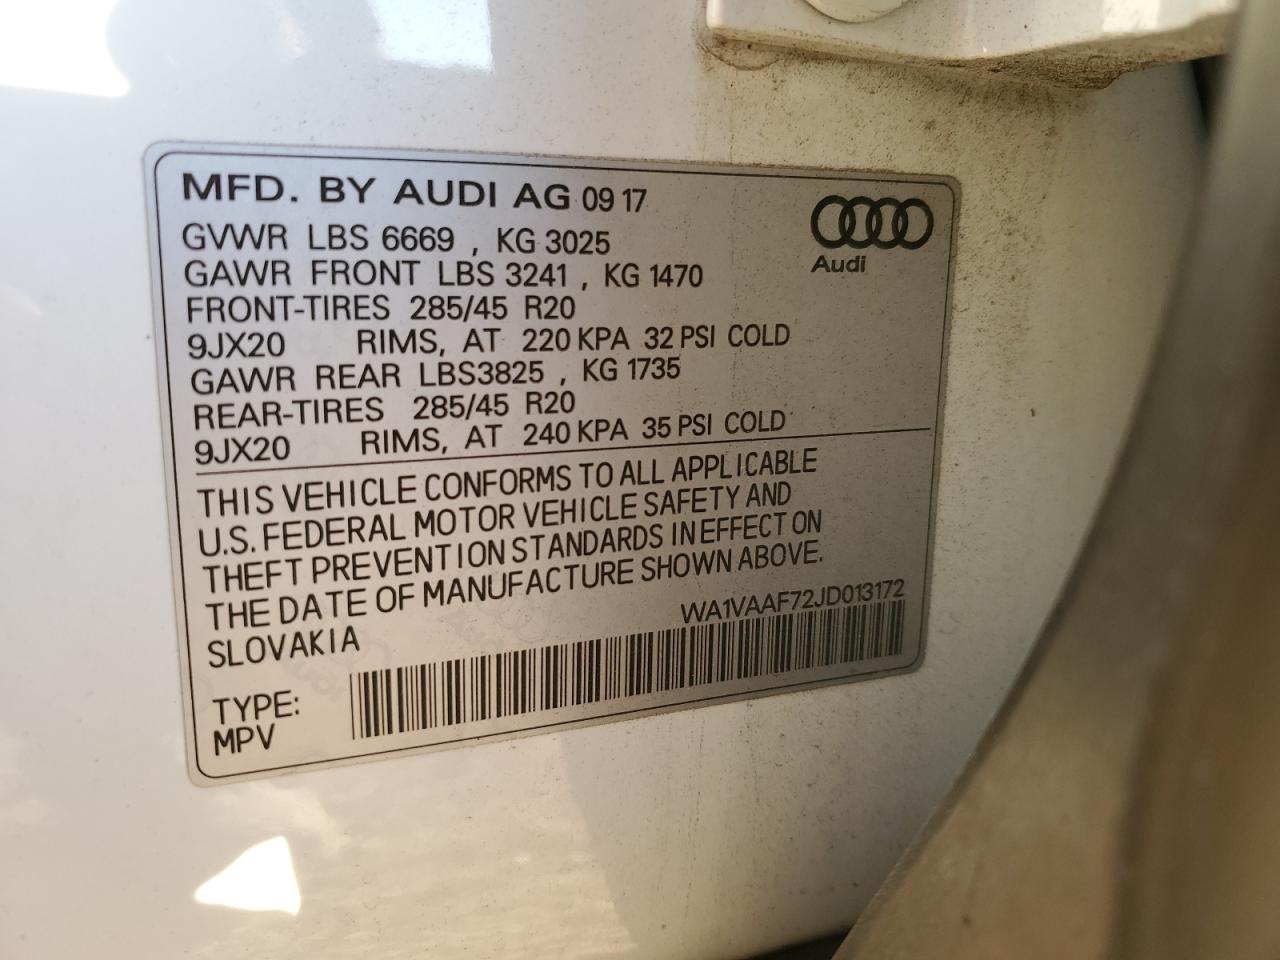 MFD. BY AUDI AG 09 17
GVWR LBS 6669 , KG 3025
GAWR FRONT LBS 3241 , KG 1470
FRONT-TIRES 285/45 R20
9JX20 RIMS, AT 220 KPA 32 PSI COLD
GAWR REAR LBS3825 , KG 1735
REAR-TIRES 285/45 R20
9JX20 RIMS, AT 240 KPA 35 PSI COLD
Audi
THIS VEHICLE CONFORMS TO ALL APPLICABLE
U.S. FEDERAL MOTOR VEHICLE SAFETY AND
THEFT PREVENTION STANDARDS IN EFFECT ON
THE DATE OF MANUFACTURE SHOWN ABOVE.
SLOVAKIA
WA1VAAF72JD013172
TYPE:
MPV